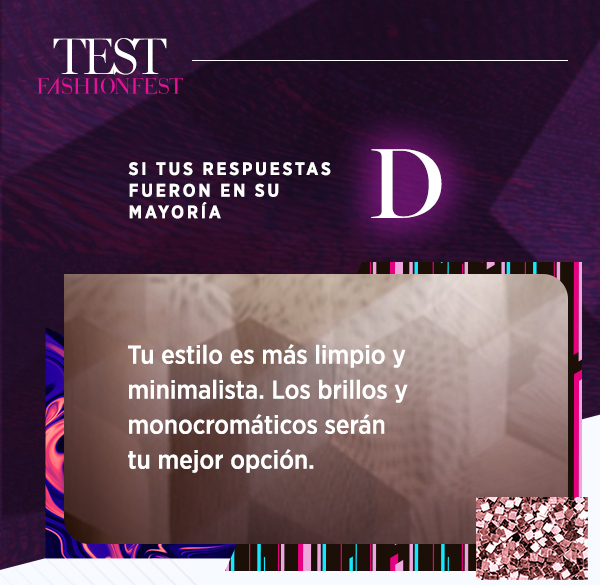 TEST
FASHIONFEST
SI TUS RESPUESTAS
FUERON EN SU
MAYORÍA
D
Tu estilo es más limpio y
minimalista. Los brillos y
monocromáticos serán
tu mejor opción.